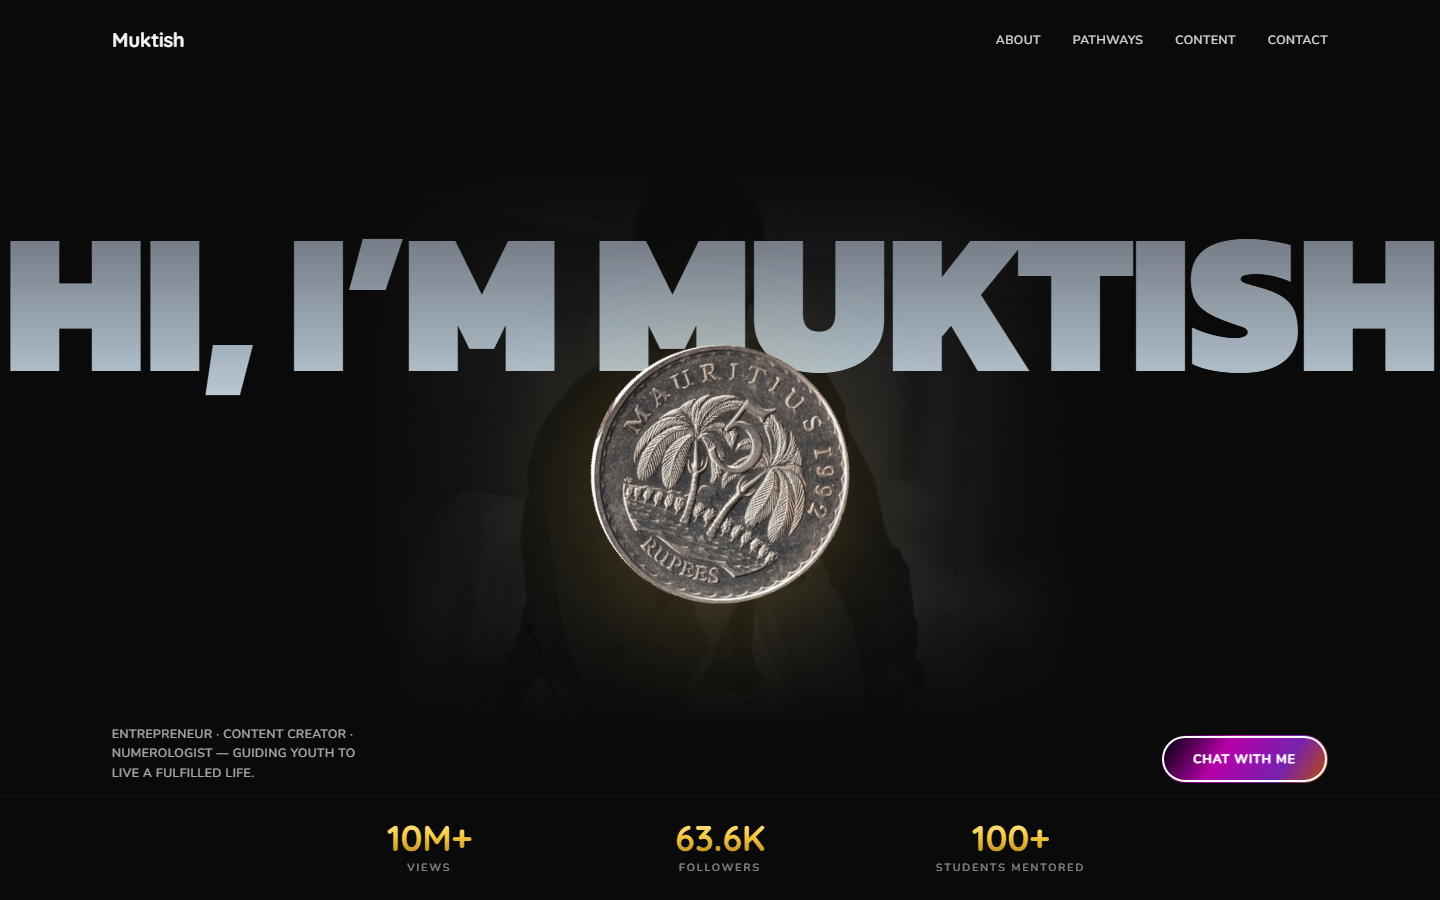 Muktish
ABOUT
PATHWAYS
CONTENT
CONTACT
HI, I’M MUKTISH
MAURITIUS 1992
5
RUPEES
ENTREPRENEUR · CONTENT CREATOR ·
NUMEROLOGIST — GUIDING YOUTH TO
LIVE A FULFILLED LIFE.
CHAT WITH ME
10M+
VIEWS
63.6K
FOLLOWERS
100+
STUDENTS MENTORED